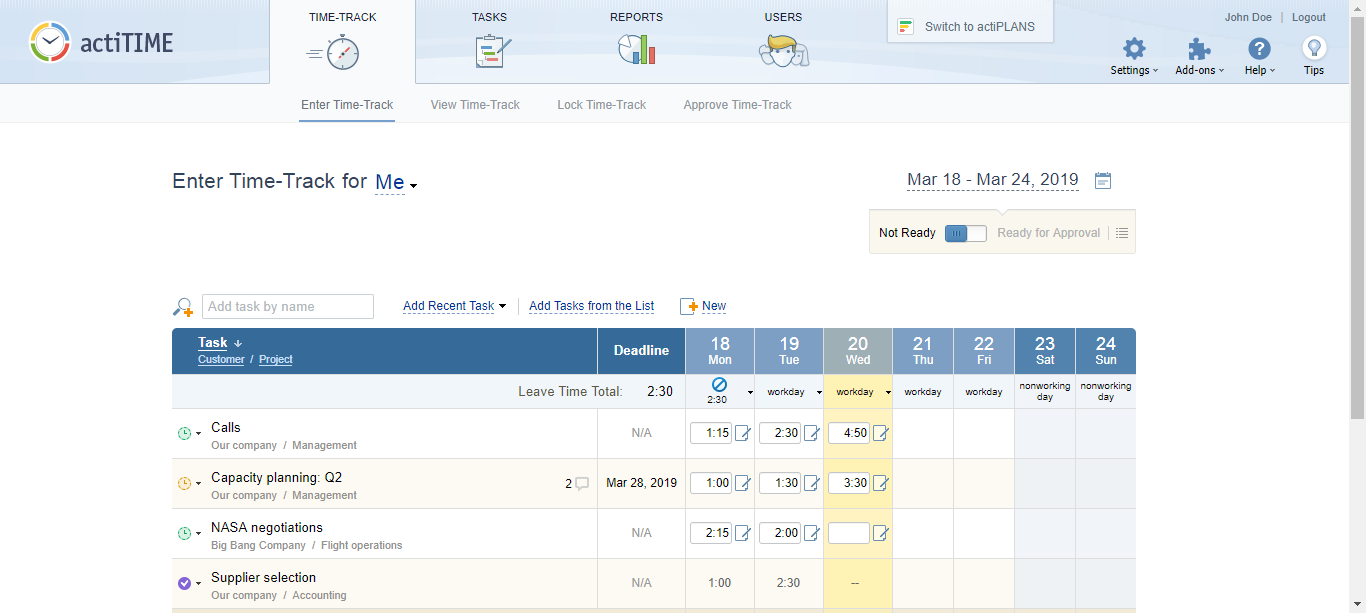 actiTIME
TIME-TRACK
TASKS
REPORTS
USERS
Switch to actiPLANS
John Doe | Logout
Settings
Add-ons
Help
Tips
Enter Time-Track
View Time-Track
Lock Time-Track
Approve Time-Track
Enter Time-Track for Me
Mar 18 - Mar 24, 2019
Not Ready Ready for Approval
Add task by name
Add Recent Task
Add Tasks from the List
New
Task
Customer / Project
Deadline
18 Mon
19 Tue
20 Wed
21 Thu
22 Fri
23 Sat
24 Sun
Leave Time Total: 2:30
2:30
workday
workday
workday
workday
nonworking day
nonworking day
Calls
Our company / Management
N/A 1:15 2:30 4:50
Capacity planning: Q2
Our company / Management
2 Mar 28, 2019 1:00 1:30 3:30
NASA negotiations
Big Bang Company / Flight operations
N/A 2:15 2:00
Supplier selection
Our company / Accounting
N/A 1:00 2:30 --